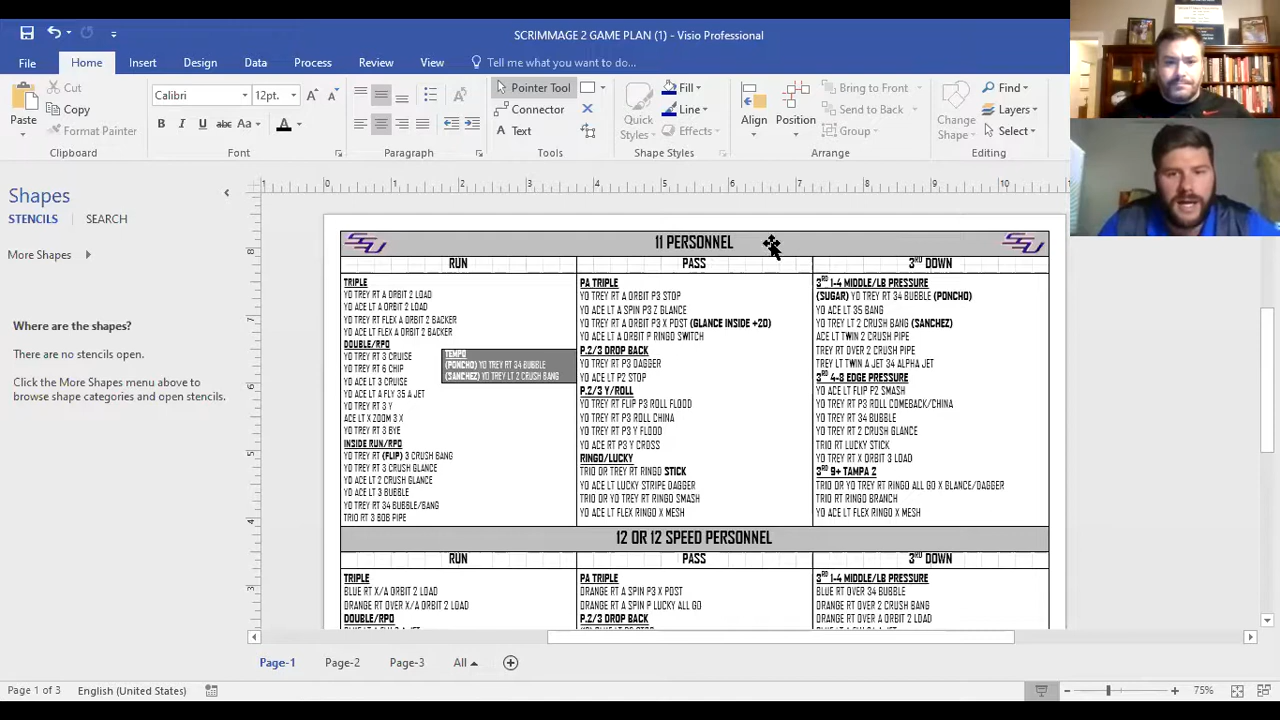 SCRIMMAGE 2 GAME PLAN (1) - Visio Professional
File Home Insert Design Data Process Review View Tell me what you want to do...
Cut
Copy
Format Painter
Paste
Clipboard
Calibri 12pt.
Font
Paragraph
Pointer Tool
Connector
Text
Tools
Quick Styles
Fill
Line
Effects
Shape Styles
Align
Position
Bring to Front
Send to Back
Group
Arrange
Change Shape
Find
Layers
Select
Editing
Shapes
STENCILS SEARCH
More Shapes
Where are the shapes?
There are no stencils open.
Click the More Shapes menu above to
browse shape categories and open stencils.
11 PERSONNEL
RUN
TRIPLE
YO TREY RT A ORBIT 2 LOAD
YO ACE LT A ORBIT 2 LOAD
YO TREY RT FLEX A ORBIT 2 BACKER
YO ACE LT FLEX A ORBIT 2 BACKER
DOUBLE/RPO
YO TREY RT 3 CRUISE
YO TREY RT 6 CHIP
YO ACE LT 3 CRUISE
YO ACE LT A FLY 35 A JET
YO TREY RT 3 Y
ACE LT X ZOOM 3 X
YO TREY RT 3 BYE
INSIDE RUN/RPO
YO TREY RT (FLIP) 3 CRUSH BANG
YO TREY RT 3 CRUSH GLANCE
YO ACE LT 2 CRUSH GLANCE
YO ACE LT 3 BUBBLE
YO TREY RT 34 BUBBLE/BANG
TRIO RT 3 BOB PIPE
TEMPO
(PONCHO) YO TREY RT 34 BUBBLE
(SANCHEZ) YO TREY LT 2 CRUSH BANG
PASS
PA TRIPLE
YO TREY RT A ORBIT P3 STOP
YO ACE LT A SPIN P3 Z GLANCE
YO TREY RT A ORBIT P3 X POST (GLANCE INSIDE +20)
YO ACE LT A ORBIT P RINGO SWITCH
P.2/3 DROP BACK
YO TREY RT P3 DAGGER
YO ACE LT P2 STOP
P.2/3 Y/ROLL
YO TREY RT FLIP P3 ROLL FLOOD
YO TREY RT P3 ROLL CHINA
YO TREY RT P3 Y FLOOD
YO ACE RT P3 Y CROSS
RINGO/LUCKY
TRIO OR TREY RT RINGO STICK
YO ACE LT LUCKY STRIPE DAGGER
TRIO OR YO TREY RT RINGO SMASH
YO ACE LT FLEX RINGO X MESH
3RD DOWN
3RD 1-4 MIDDLE/LB PRESSURE
(SUGAR) YO TREY RT 34 BUBBLE (PONCHO)
YO ACE LT 35 BANG
YO TREY LT 2 CRUSH BANG (SANCHEZ)
ACE LT TWIN 2 CRUSH PIPE
TREY RT OVER 2 CRUSH PIPE
TREY LT TWIN A JET 34 ALPHA JET
3RD 4-8 EDGE PRESSURE
YO ACE LT FLIP P2 SMASH
YO TREY RT P3 ROLL COMEBACK/CHINA
YO TREY RT 34 BUBBLE
YO TREY RT 2 CRUSH GLANCE
TRIO RT LUCKY STICK
YO TREY RT X ORBIT 3 LOAD
3RD 9+ TAMPA 2
TRIO OR YO TREY RT RINGO ALL GO X GLANCE/DAGGER
TRIO RT RINGO BRANCH
YO ACE LT FLEX RINGO X MESH
12 OR 12 SPEED PERSONNEL
RUN
TRIPLE
BLUE RT X/A ORBIT 2 LOAD
ORANGE RT OVER X/A ORBIT 2 LOAD
DOUBLE/RPO
PASS
PA TRIPLE
ORANGE RT A SPIN P3 X POST
ORANGE RT A SPIN P LUCKY ALL GO
P.2/3 DROP BACK
3RD DOWN
3RD 1-4 MIDDLE/LB PRESSURE
BLUE RT OVER 34 BUBBLE
ORANGE RT OVER 2 CRUSH BANG
ORANGE RT OVER A ORBIT 2 LOAD
Page-1 Page-2 Page-3 All
Page 1 of 3 English (United States) 75%